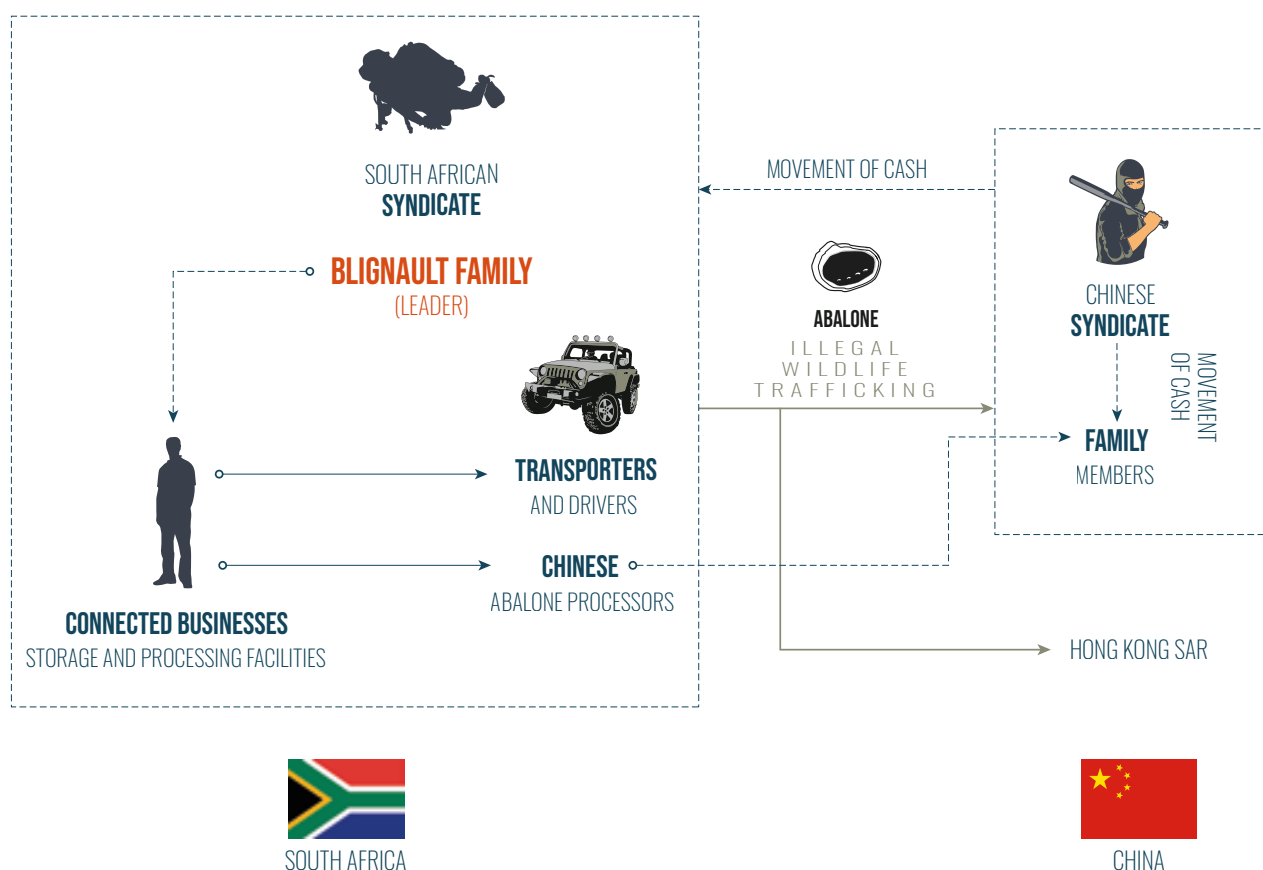 SOUTH AFRICAN
SYNDICATE
BLIGNAULT FAMILY
(LEADER)
TRANSPORTERS
AND DRIVERS
CHINESE
ABALONE PROCESSORS
CONNECTED BUSINESSES
STORAGE AND PROCESSING FACILITIES
MOVEMENT OF CASH
ABALONE
ILLEGAL
WILDLIFE
TRAFFICKING
CHINESE
SYNDICATE
MOVEMENT
OF CASH
FAMILY
MEMBERS
HONG KONG SAR
SOUTH AFRICA
CHINA